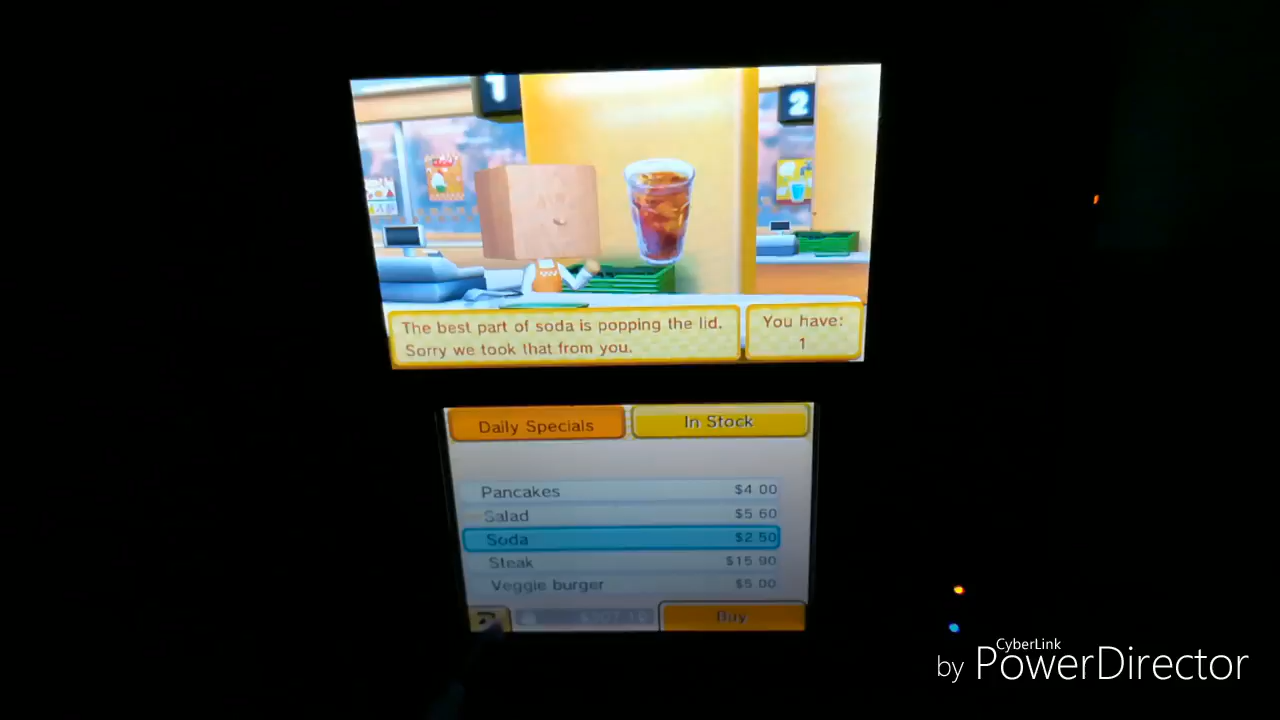 1
2
The best part of soda is popping the lid.
Sorry we took that from you.
You have:
1
Daily Specials
In Stock
Pancakes $4.00
Salad $5.60
Soda $2.50
Steak $15.90
Veggie burger $5.00
Buy
CyberLink
by PowerDirector